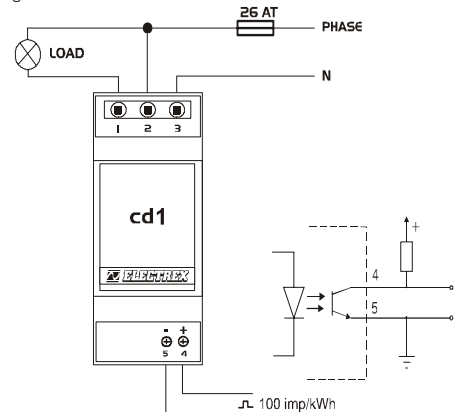 26 AT
PHASE
LOAD
N
1 2 3
cd1
ELECTREX
+
4
5
- +
5 4
100 imp/kWh